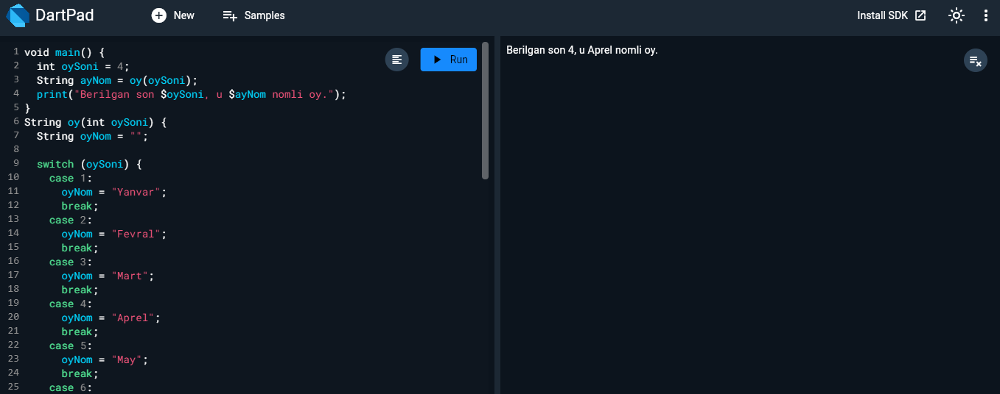 DartPad
New
Samples
Install SDK
1 void main() {
2   int oySoni = 4;
3   String ayNom = oy(oySoni);
4   print("Berilgan son $oySoni, u $ayNom nomli oy.");
5 }
6 String oy(int oySoni) {
7   String oyNom = "";
8
9   switch (oySoni) {
10     case 1:
11       oyNom = "Yanvar";
12       break;
13     case 2:
14       oyNom = "Fevral";
15       break;
16     case 3:
17       oyNom = "Mart";
18       break;
19     case 4:
20       oyNom = "Aprel";
21       break;
22     case 5:
23       oyNom = "May";
24       break;
25     case 6:
Run
Berilgan son 4, u Aprel nomli oy.